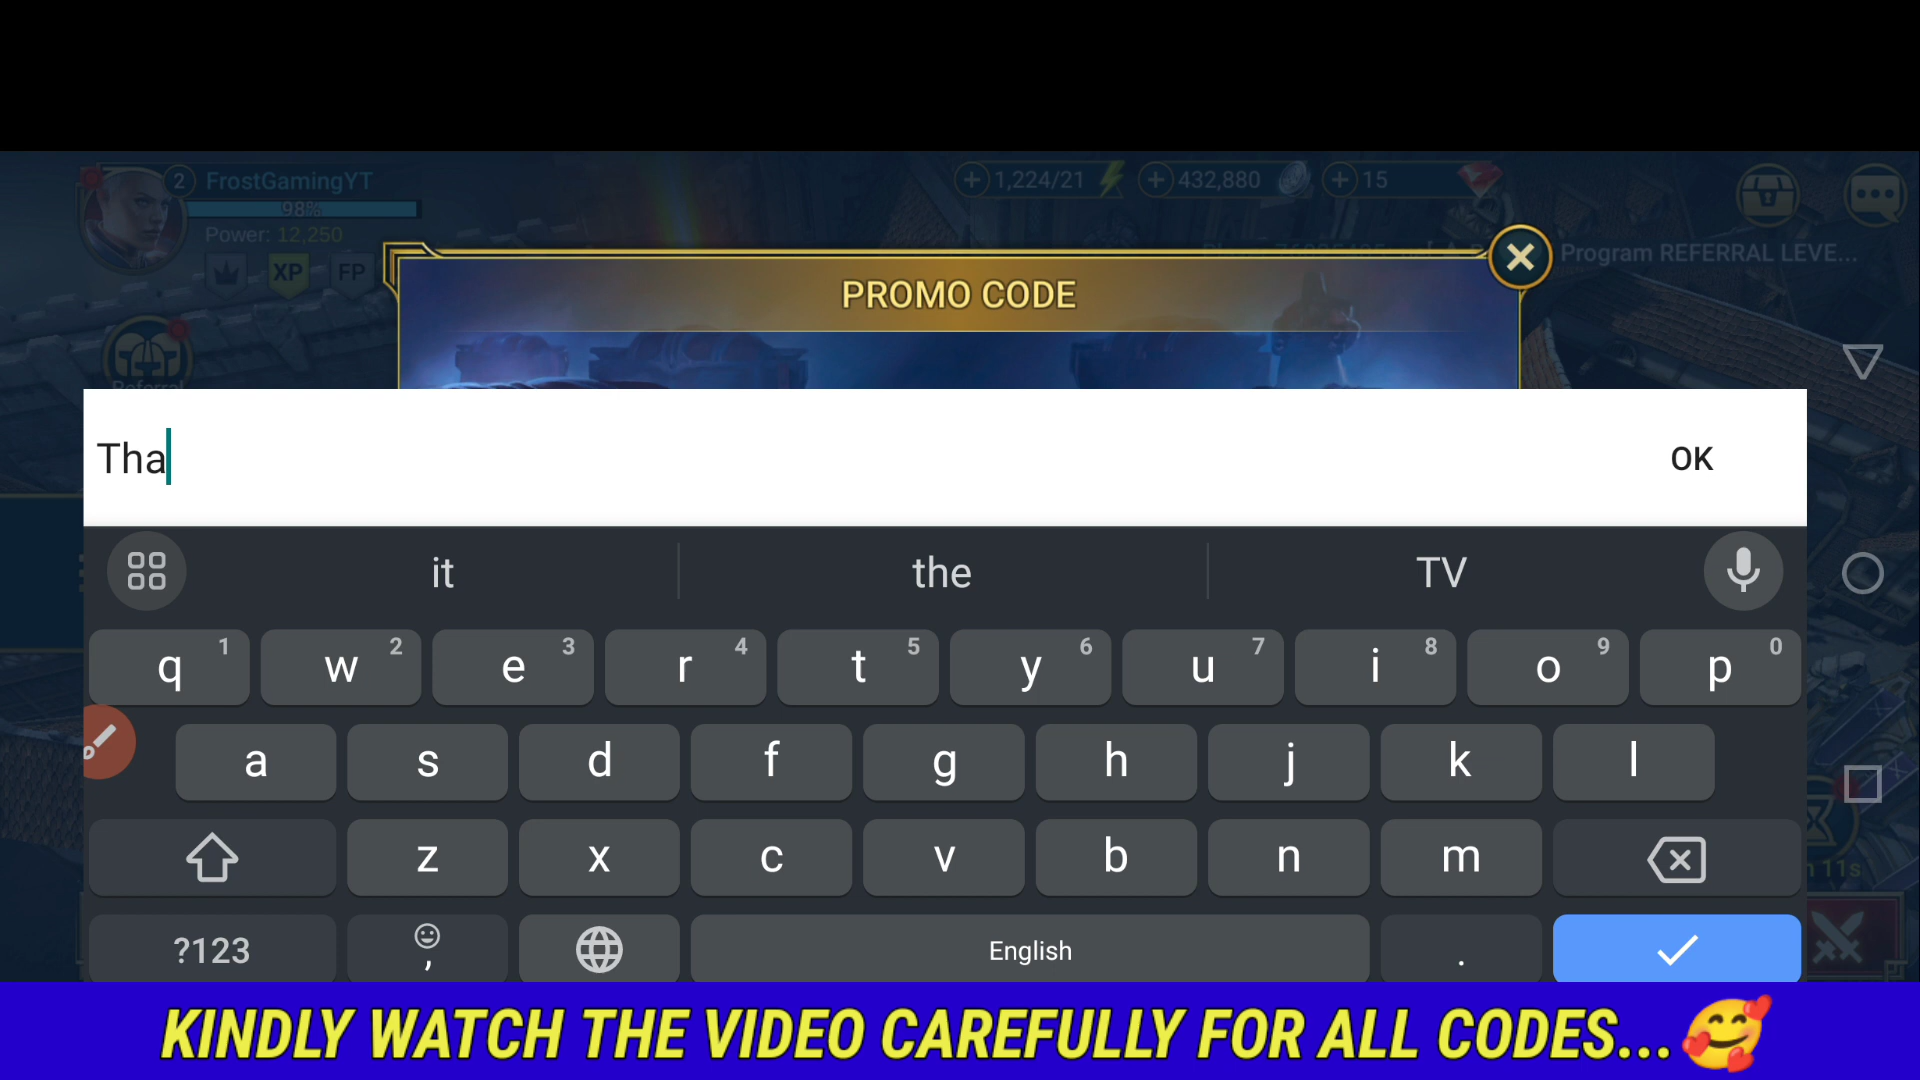 2 FrostGamingYT
98%
Power: 12,250
XP FP
1,224/21 432,880 15
Program REFERRAL LEVE...
PROMO CODE
Referral
Tha
OK
it the TV
q 1 w 2 e 3 r 4 t 5 y 6 u 7 i 8 o 9 p 0
a s d f g h j k l
z x c v b n m
?123 , English .
11s
KINDLY WATCH THE VIDEO CAREFULLY FOR ALL CODES...